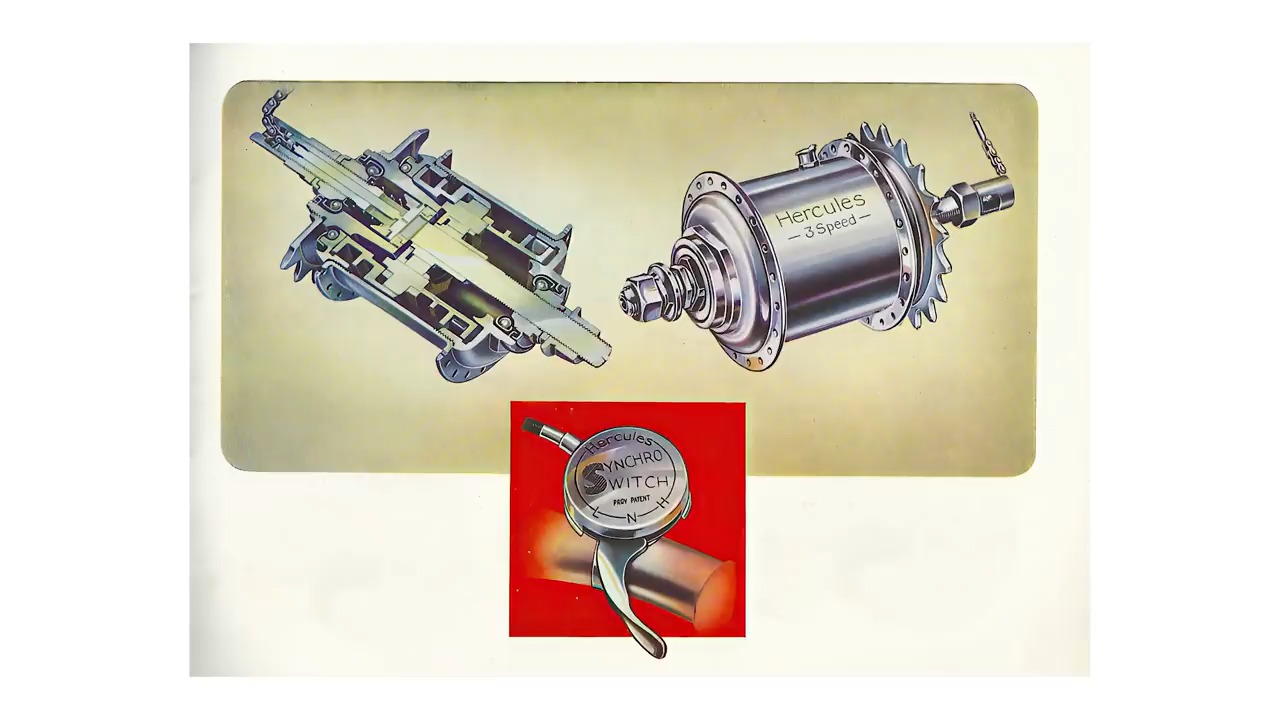 Hercules
— 3 Speed —
Hercules
SYNCHRO
SWITCH
PROV PATENT
L — N — H